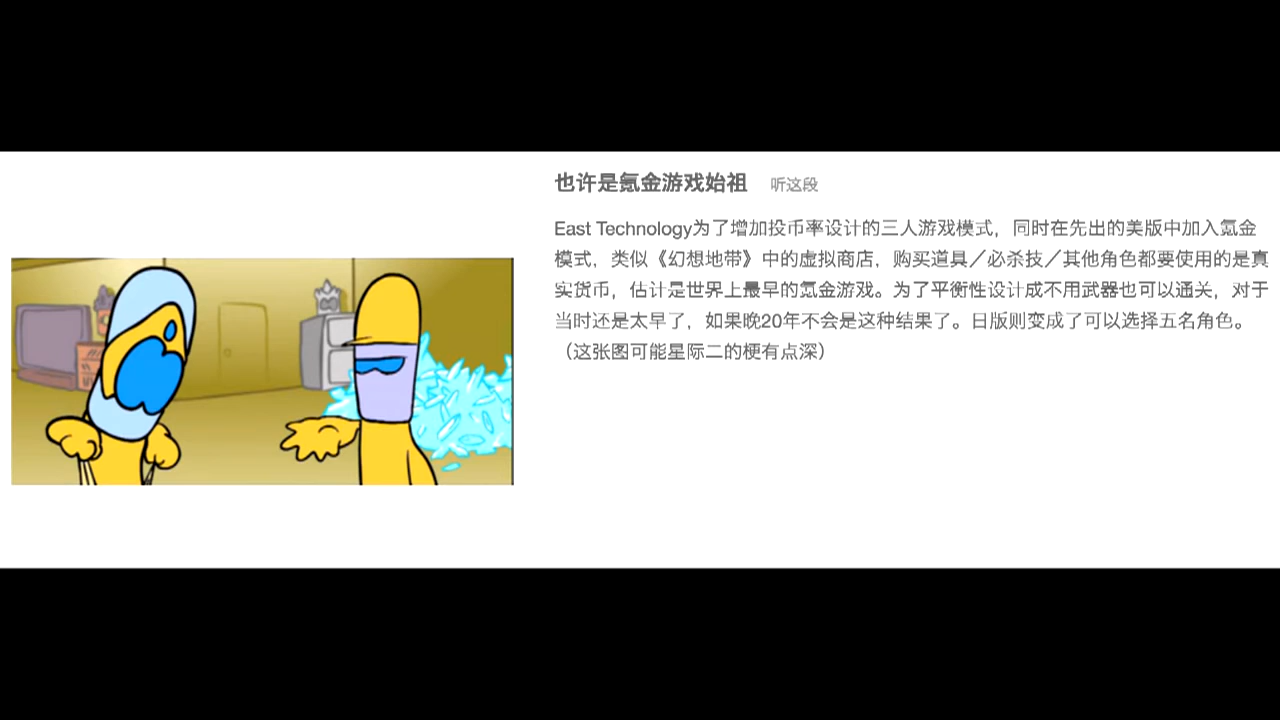 也许是氪金游戏始祖 听这段
East Technology为了增加投币率设计的三人游戏模式，同时在先出的美版中加入氪金
模式，类似《幻想地带》中的虚拟商店，购买道具／必杀技／其他角色都要使用的是真
实货币，估计是世界上最早的氪金游戏。为了平衡性设计成不用武器也可以通关，对于
当时还是太早了，如果晚20年不会是这种结果了。日版则变成了可以选择五名角色。
（这张图可能星际二的梗有点深）